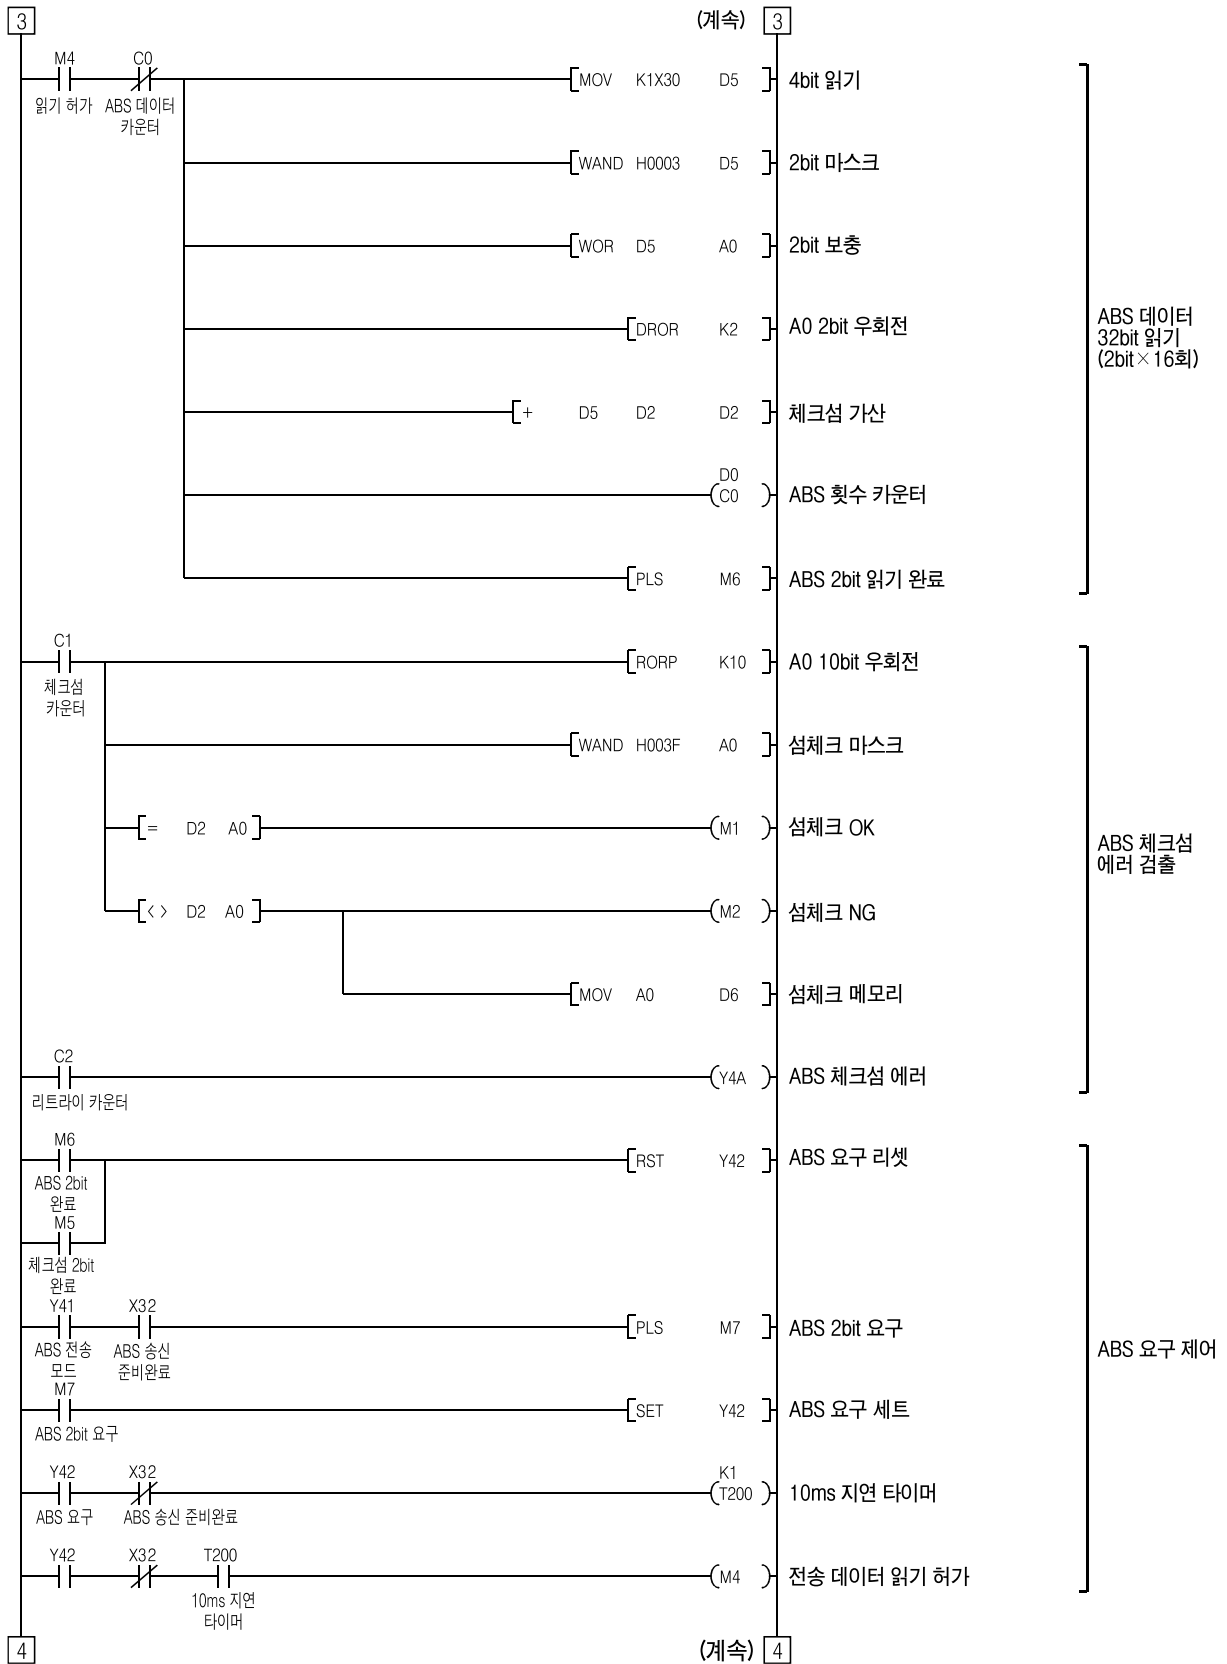 3 (계속) 3
M4 C0
MOV K1X30 D5 4bit 읽기
읽기 허가 ABS 데이터
카운터
WAND H0003 D5 2bit 마스크
WOR D5 A0 2bit 보충
DROR K2 A0 2bit 우회전
ABS 데이터
32bit 읽기
(2bit×16회)
+ D5 D2 D2 체크섬 가산
D0
C0 ABS 횟수 카운터
PLS M6 ABS 2bit 읽기 완료
C1
RORP K10 A0 10bit 우회전
체크섬
카운터
WAND H003F A0 섬체크 마스크
= D2 A0 M1 섬체크 OK
ABS 체크섬
에러 검출
< > D2 A0 M2 섬체크 NG
MOV A0 D6 섬체크 메모리
C2
Y4A ABS 체크섬 에러
리트라이 카운터
M6
RST Y42 ABS 요구 리셋
ABS 2bit
완료
M5
체크섬 2bit
완료
Y41 X32
PLS M7 ABS 2bit 요구
ABS 전송 ABS 송신
모드 준비완료
ABS 요구 제어
M7
SET Y42 ABS 요구 세트
ABS 2bit 요구
Y42 X32 K1
T200 10ms 지연 타이머
ABS 요구 ABS 송신 준비완료
Y42 X32 T200
M4 전송 데이터 읽기 허가
10ms 지연
타이머
4 (계속) 4